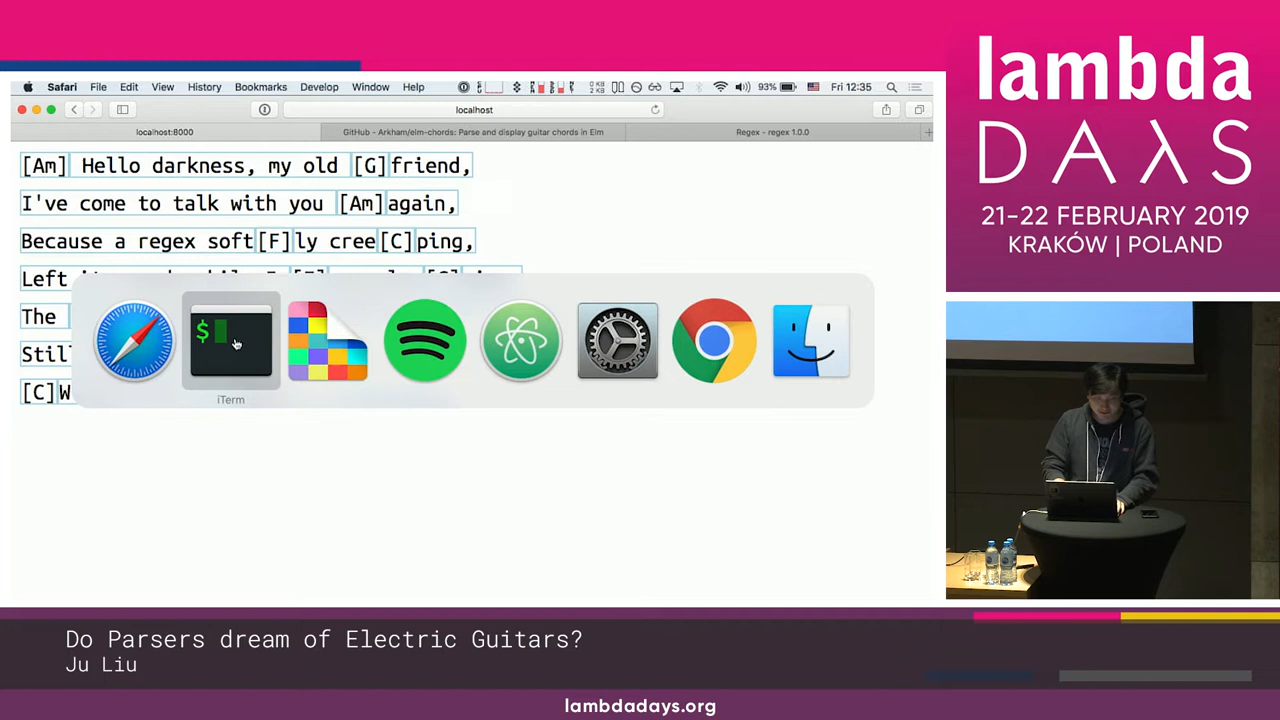 Safari File Edit View History Bookmarks Develop Window Help 93% Fri 12:35
localhost
localhost:8000 GitHub - Arkham/elm-chords: Parse and display guitar chords in Elm Regex - regex 1.0.0
[Am] Hello darkness, my old [G]friend,
I've come to talk with you [Am]again,
Because a regex soft[F]ly cree[C]ping,
Left
The
Still
[C]W
$
iTerm
lambda
DAYS
21-22 FEBRUARY 2019
KRAKÓW | POLAND
Do Parsers dream of Electric Guitars?
Ju Liu
lambdadays.org